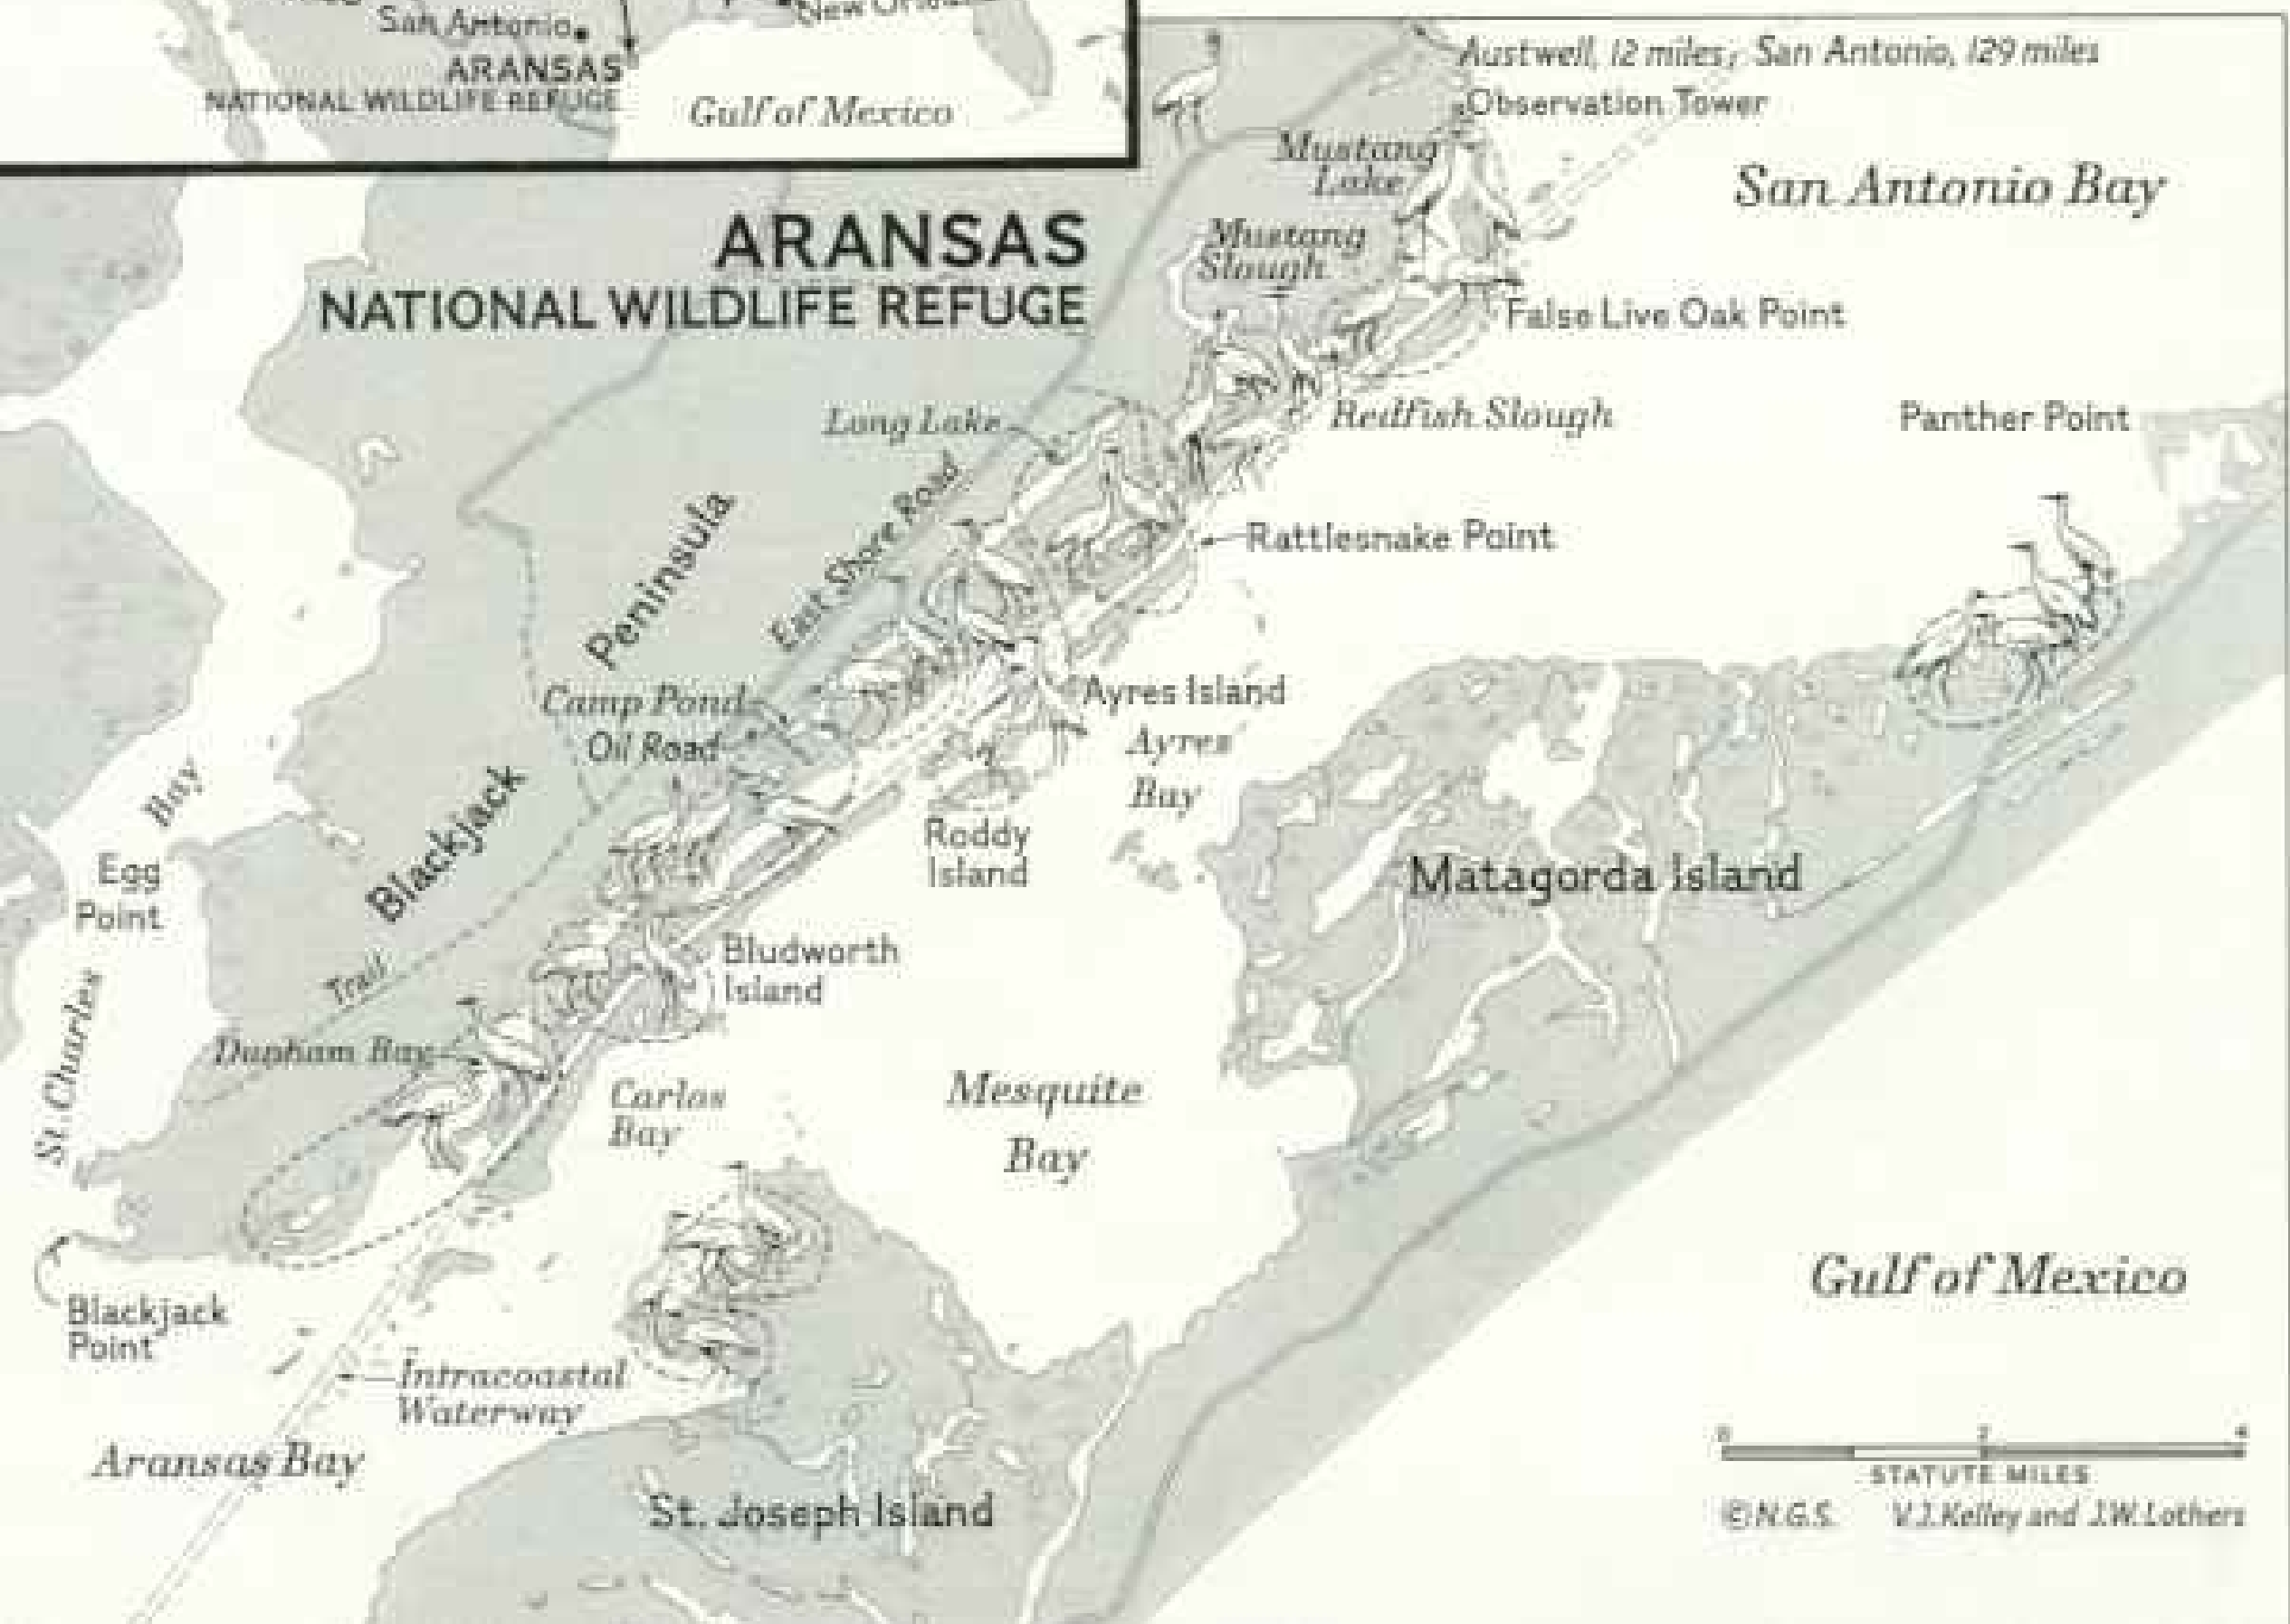 San Antonio
New Orleans
ARANSAS
NATIONAL WILDLIFE REFUGE
Gulf of Mexico
Austwell, 12 miles; San Antonio, 129 miles
Observation Tower
Mustang
Lake
San Antonio Bay
ARANSAS
NATIONAL WILDLIFE REFUGE
Mustang
Slough
False Live Oak Point
Long Lake
Redfish Slough
Panther Point
East Shore Road
Rattlesnake Point
Blackjack
Peninsula
Camp Pond
Oil Road
Ayres Island
Ayres
Bay
Roddy
Island
Matagorda Island
Egg
Point
St. Charles
Bay
Trail
Bludworth
Island
Dunham Bay
Carlos
Bay
Mesquite
Bay
Gulf of Mexico
Blackjack
Point
Intracoastal
Waterway
Aransas Bay
St. Joseph Island
0 2 4
STATUTE MILES
©N.G.S. V.J.Kelley and J.W.Lothers